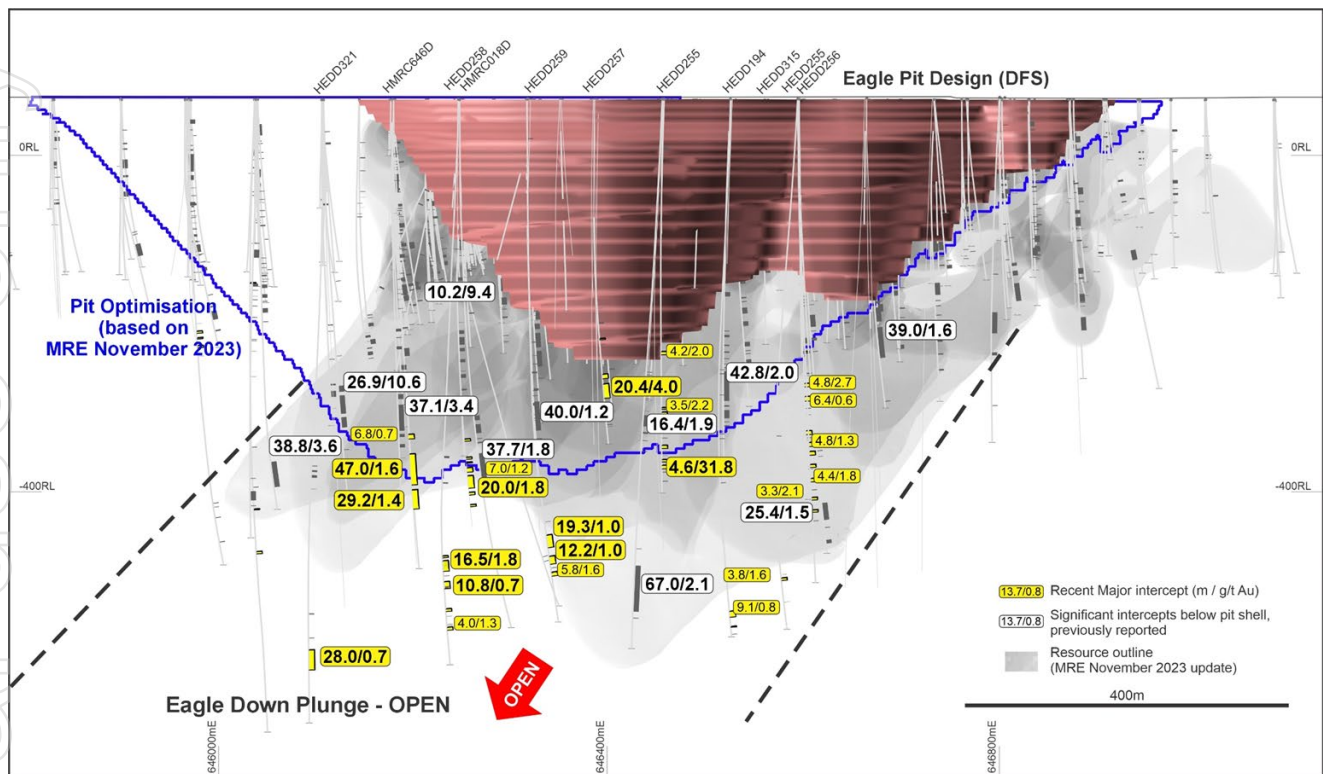 HEDD321
HMRC646D
HEDD258
HMRC018D
HEDD259
HEDD257
HEDD255
HEDD194
HEDD315
HEDD255
HEDD256
Eagle Pit Design (DFS)
0RL
0RL
Pit Optimisation
(based on
MRE November 2023)
10.2/9.4
39.0/1.6
4.2/2.0
42.8/2.0
26.9/10.6
20.4/4.0
4.8/2.7
6.4/0.6
37.1/3.4
40.0/1.2
3.5/2.2
16.4/1.9
6.8/0.7
4.8/1.3
38.8/3.6
37.7/1.8
47.0/1.6
7.0/1.2
4.6/31.8
4.4/1.8
20.0/1.8
-400RL
29.2/1.4
3.3/2.1
-400RL
25.4/1.5
19.3/1.0
12.2/1.0
16.5/1.8
5.8/1.6
3.8/1.6
10.8/0.7
67.0/2.1
9.1/0.8
4.0/1.3
28.0/0.7
13.7/0.8 Recent Major intercept (m / g/t Au)
13.7/0.8 Significant intercepts below pit shell,
previously reported
Resource outline
(MRE November 2023 update)
400m
OPEN
Eagle Down Plunge - OPEN
646000mE
646400mE
646800mE